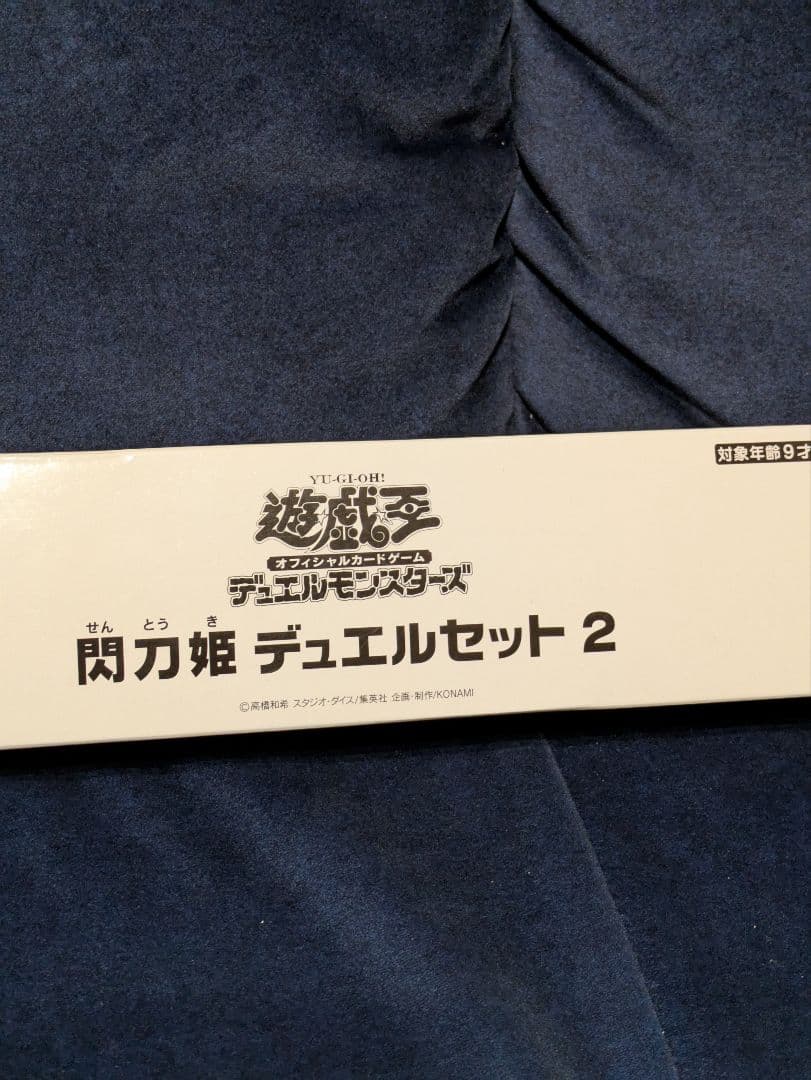 対象年齢9才
YU-GI-OH!
遊☆戯☆王
オフィシャルカードゲーム
デュエルモンスターズ
せん とう き
閃刀姫 デュエルセット 2
©高橋和希 スタジオ・ダイス/集英社 企画・制作/KONAMI